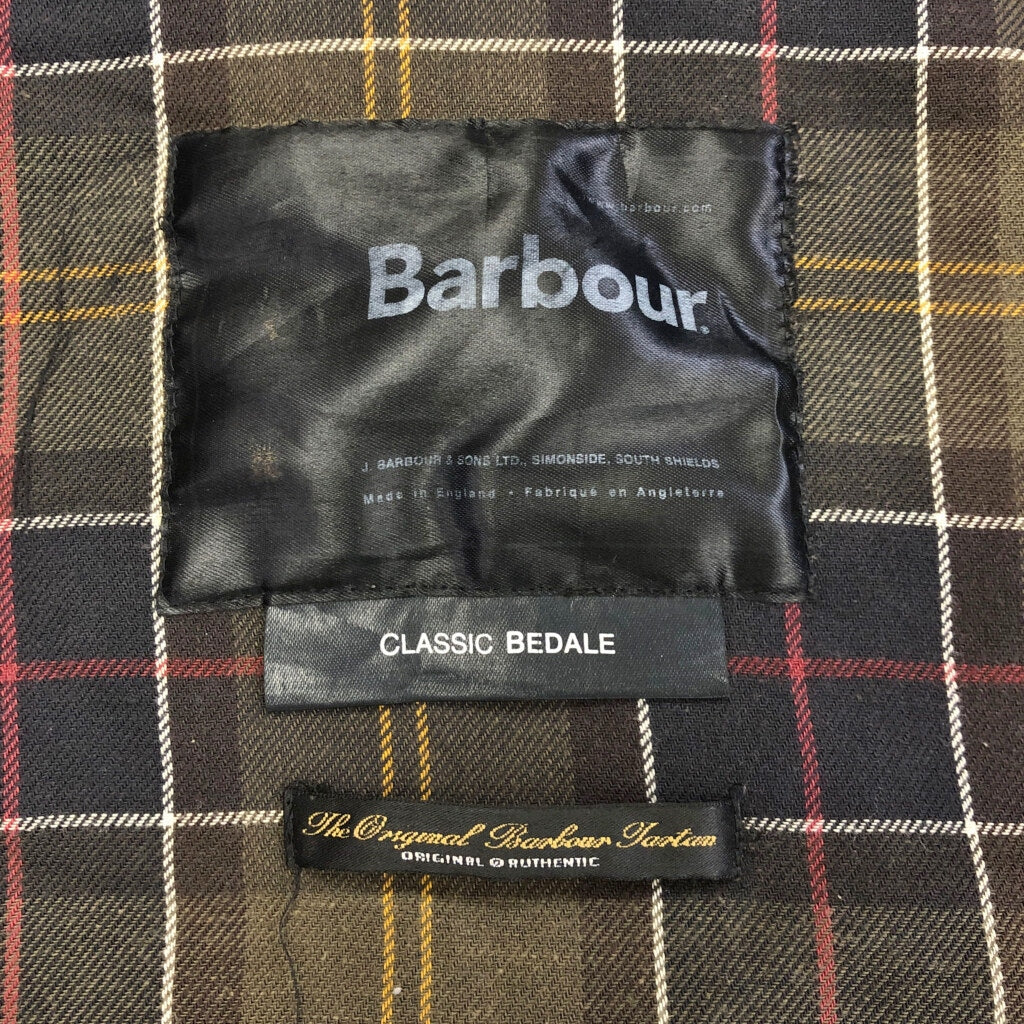 www.barbour.com
Barbour®
J. BARBOUR & SONS LTD., SIMONSIDE, SOUTH SHIELDS
Made in England • Fabriqué en Angleterre
CLASSIC BEDALE
The Original Barbour Tartan
ORIGINAL @ AUTHENTIC